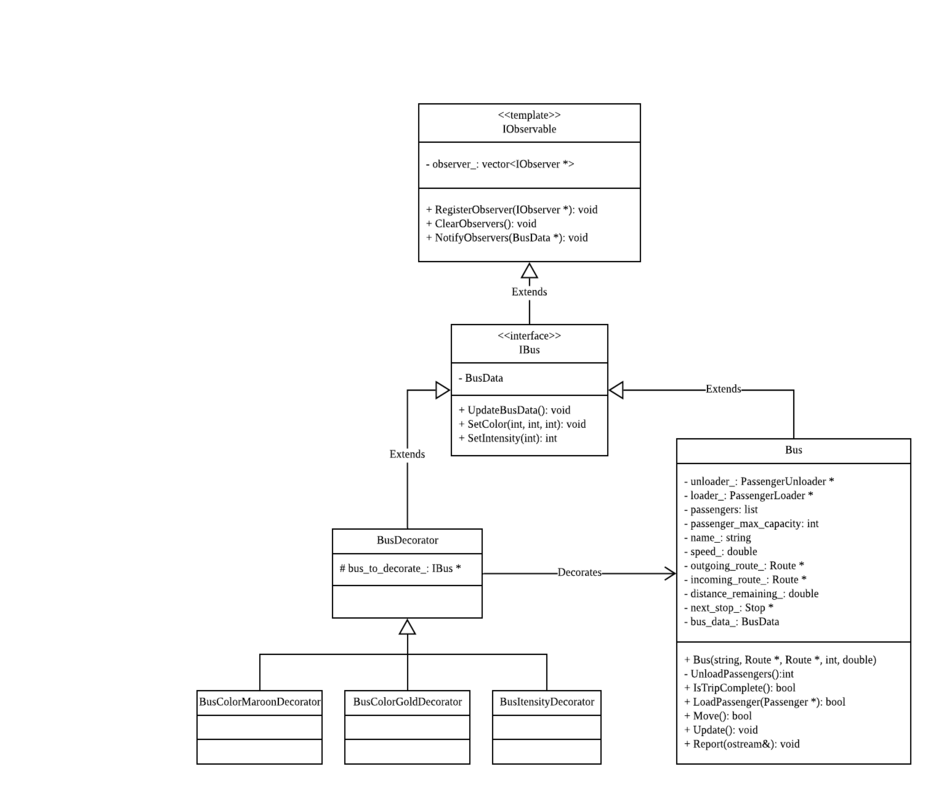 <<template>>
IObservable
- observer_: vector<IObserver *>
+ RegisterObserver(IObserver *): void
+ ClearObservers(): void
+ NotifyObservers(BusData *): void
Extends
<<interface>>
IBus
- BusData
+ UpdateBusData(): void
+ SetColor(int, int, int): void
+ SetIntensity(int): int
Extends
Extends
BusDecorator
# bus_to_decorate_: IBus *
Decorates
Bus
- unloader_: PassengerUnloader *
- loader_: PassengerLoader *
- passengers: list
- passenger_max_capacity: int
- name_: string
- speed_: double
- outgoing_route_: Route *
- incoming_route_: Route *
- distance_remaining_: double
- next_stop_: Stop *
- bus_data_: BusData
+ Bus(string, Route *, Route *, int, double)
- UnloadPassengers():int
+ IsTripComplete(): bool
+ LoadPassenger(Passenger *): bool
+ Move(): bool
+ Update(): void
+ Report(ostream&): void
BusColorMaroonDecorator
BusColorGoldDecorator
BusItensityDecorator